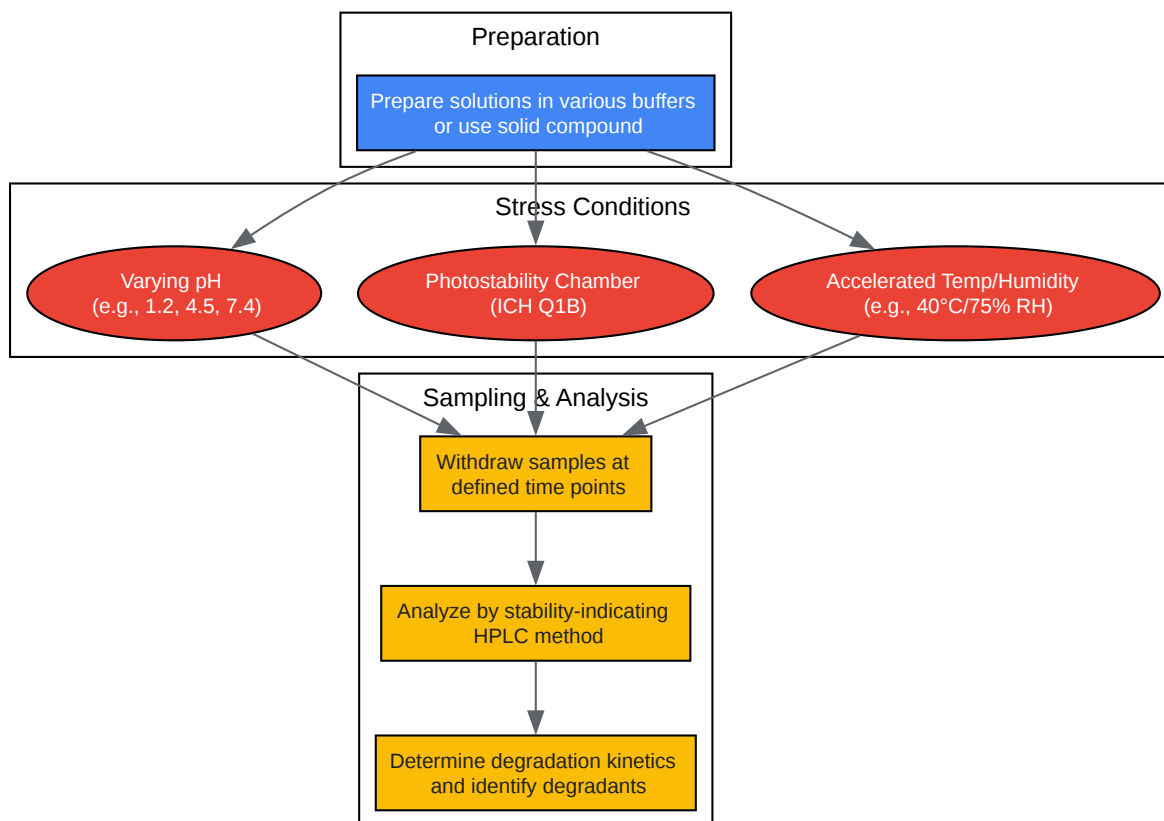 Preparation
Prepare solutions in various buffers
or use solid compound
Stress Conditions
Varying pH
(e.g., 1.2, 4.5, 7.4)
Photostability Chamber
(ICH Q1B)
Accelerated Temp/Humidity
(e.g., 40°C/75% RH)
Sampling & Analysis
Withdraw samples at
defined time points
Analyze by stability-indicating
HPLC method
Determine degradation kinetics
and identify degradants